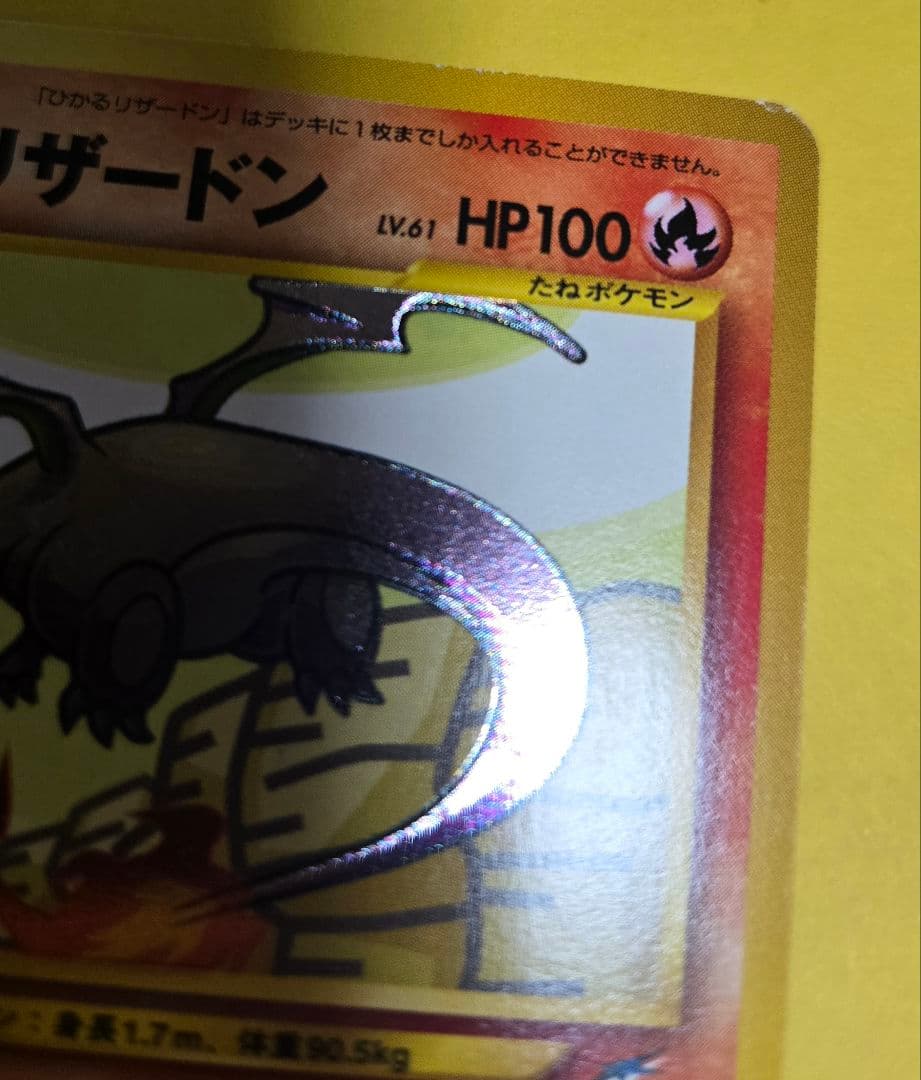 「ひかるリザードン」はデッキに1枚までしか入れることができません。
リザードン LV.61 HP100
たねポケモン
ン：身長1.7m、体重90.5kg